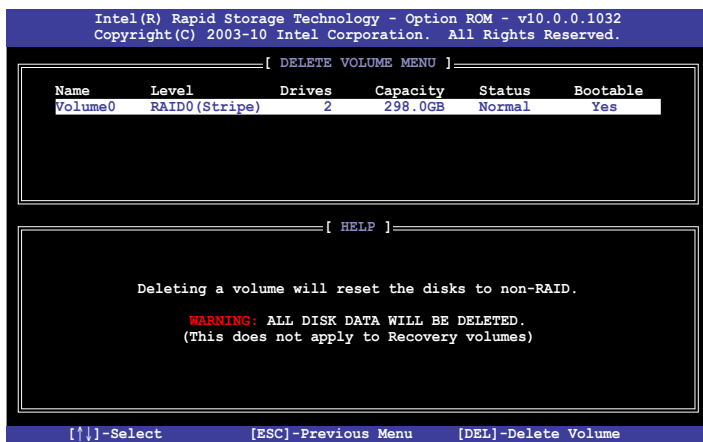 Intel(R) Rapid Storage Technology - Option ROM - v10.0.0.1032
Copyright(C) 2003-10 Intel Corporation. All Rights Reserved.
[ DELETE VOLUME MENU ]
Name Level Drives Capacity Status Bootable
Volume0 RAID0(Stripe) 2 298.0GB Normal Yes
[ HELP ]
Deleting a volume will reset the disks to non-RAID.
WARNING: ALL DISK DATA WILL BE DELETED.
(This does not apply to Recovery volumes)
[↑↓]-Select [ESC]-Previous Menu [DEL]-Delete Volume